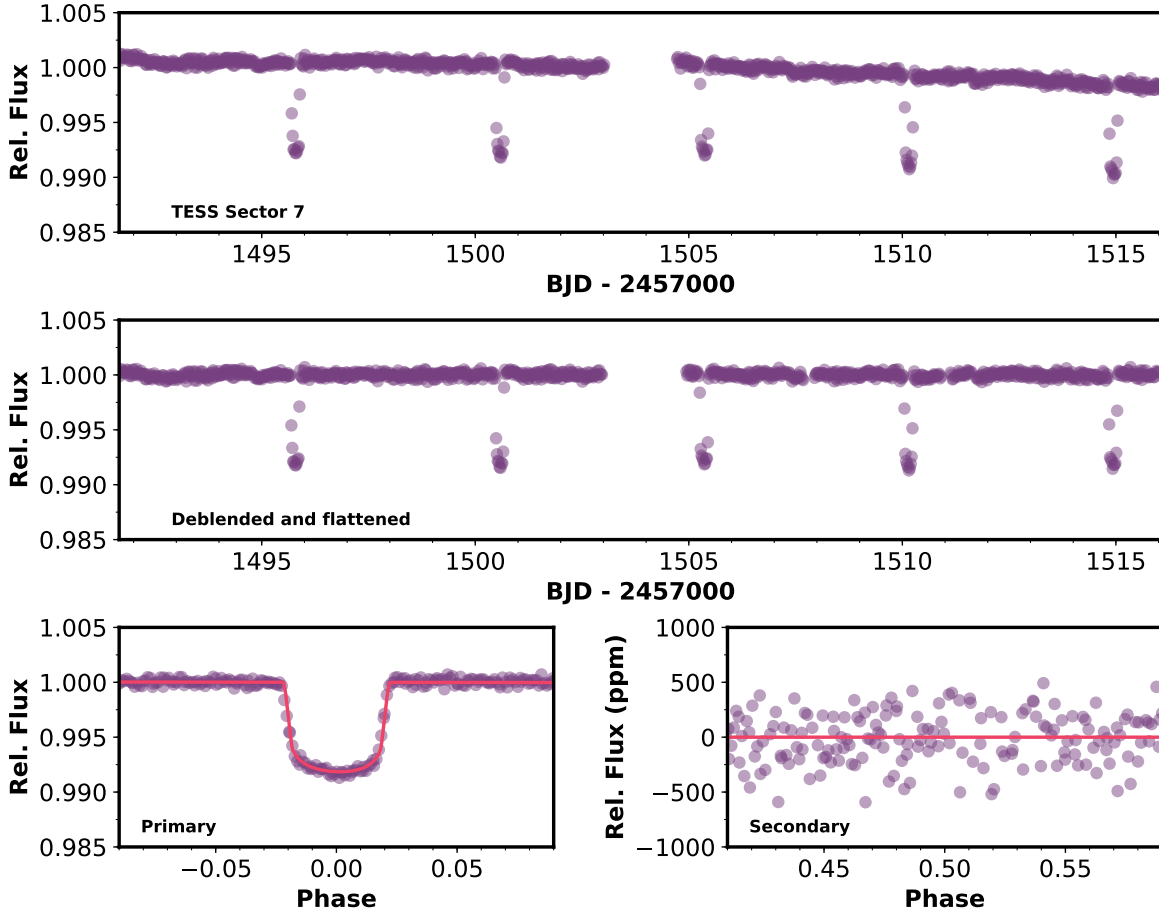 1.005
1.000
0.995
0.990
0.985
Rel. Flux
TESS Sector 7
1495 1500 1505 1510 1515
BJD - 2457000
1.005
1.000
0.995
0.990
0.985
Rel. Flux
Deblended and flattened
1495 1500 1505 1510 1515
BJD - 2457000
1.005
1.000
0.995
0.990
0.985
Rel. Flux
Primary
−0.05 0.00 0.05
Phase
1000
500
0
−500
−1000
Rel. Flux (ppm)
Secondary
0.45 0.50 0.55
Phase